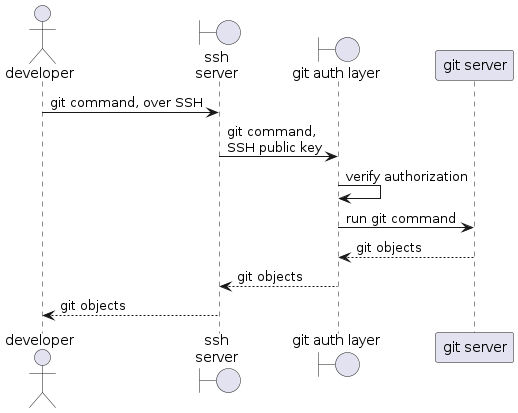 developer
ssh
server
git auth layer
git server
git command, over SSH
git command,
SSH public key
verify authorization
run git command
git objects
git objects
git objects
developer
ssh
server
git auth layer
git server